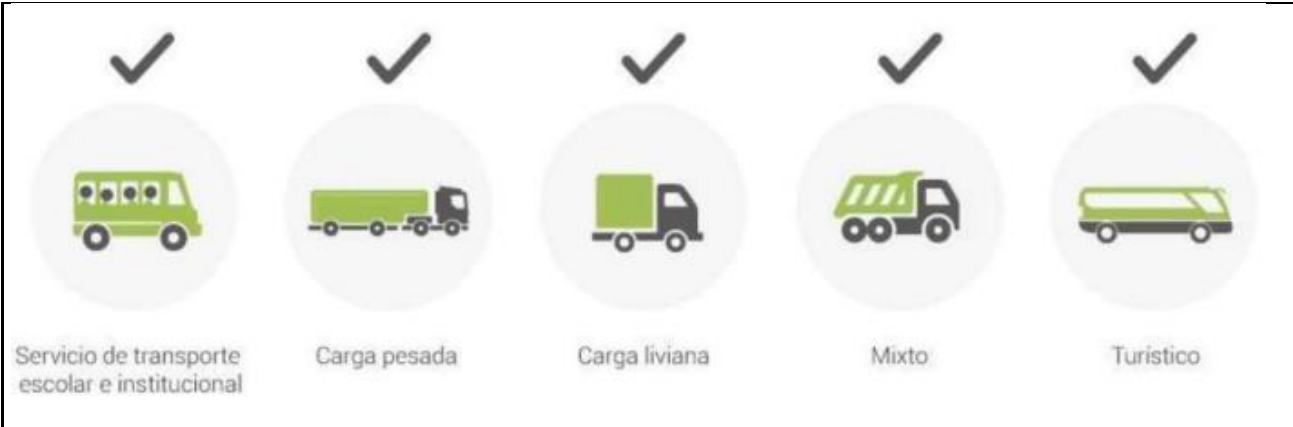 Servicio de transporte
escolar e institucional
Carga pesada
Carga liviana
Mixto
Turístico